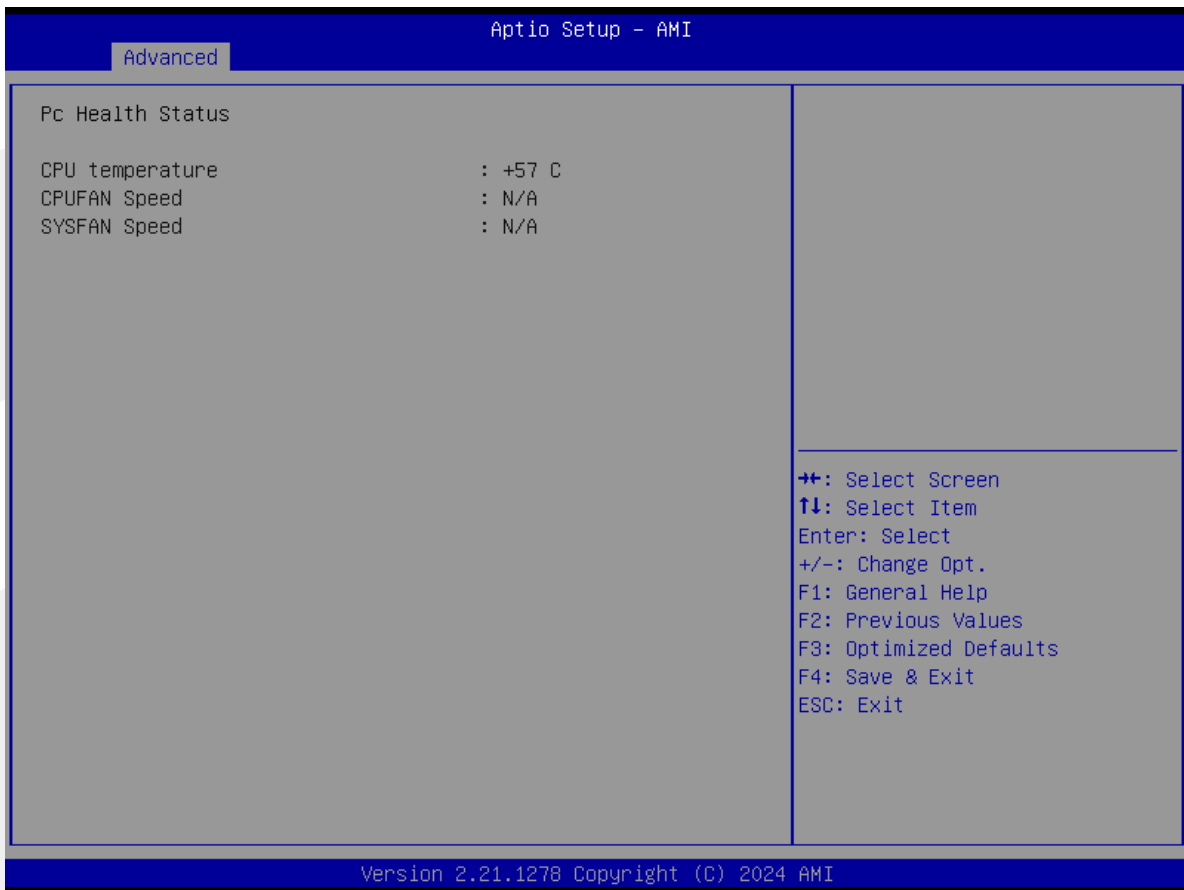 Aptio Setup – AMI
Advanced
Pc Health Status
CPU temperature : +57 C
CPUFAN Speed : N/A
SYSFAN Speed : N/A
→←: Select Screen
↑↓: Select Item
Enter: Select
+/-: Change Opt.
F1: General Help
F2: Previous Values
F3: Optimized Defaults
F4: Save & Exit
ESC: Exit
Version 2.21.1278 Copyright (C) 2024 AMI